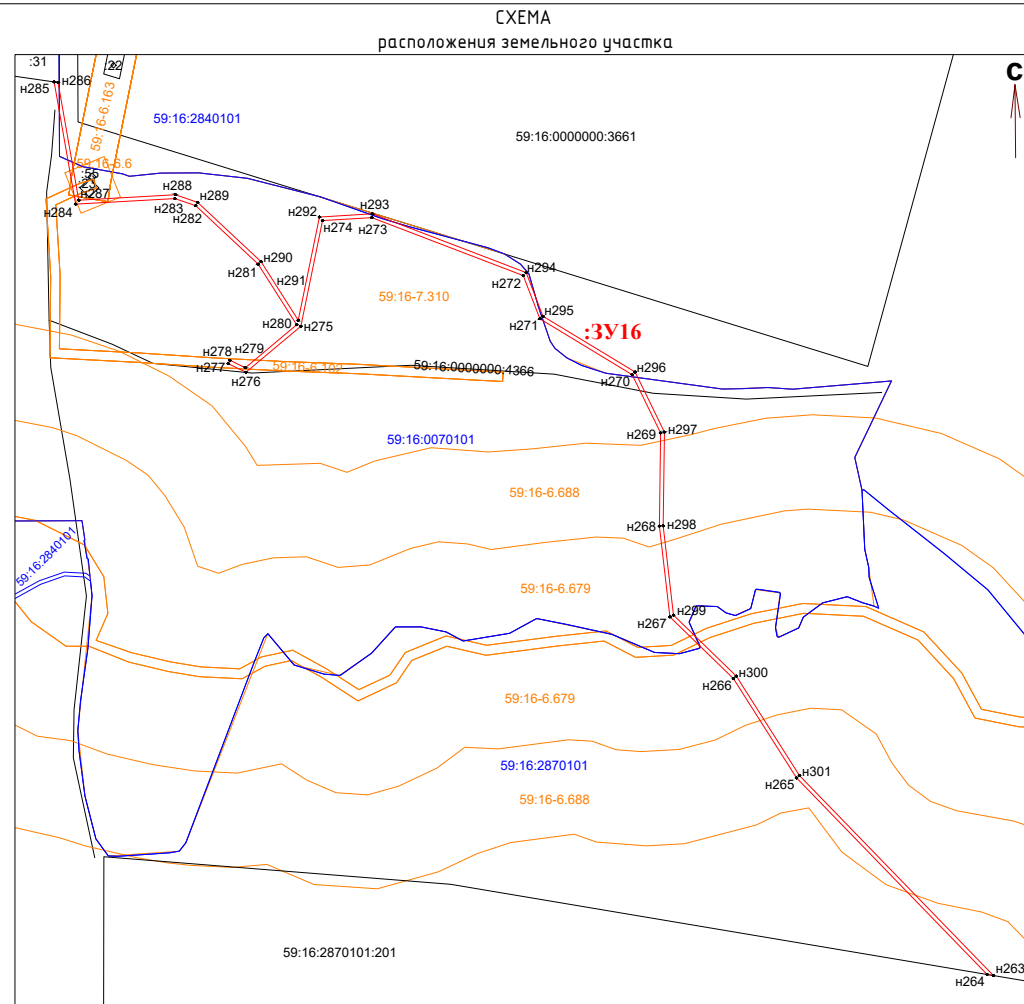 СХЕМА
расположения земельного участка
:31
:22
С
н285
н286
59:16-6.163
59:16:2840101
59:16:0000000:3661
59:16-6.6
:55
н287
н284
н288
н283
н289
н282
н292
н274
н293
н273
н290
н281
н291
н294
н272
59:16-7.310
н295
н271
:ЗУ16
н280
н275
н278
н279
н277
н276
59:16-6.102
59:16:0000000:4366
н296
н270
н269
н297
59:16:0070101
59:16-6.688
н268
н298
59:16:2840101
59:16-6.679
н299
н267
н300
н266
59:16-6.679
59:16:2870101
н301
н265
59:16-6.688
59:16:2870101:201
н263
н264